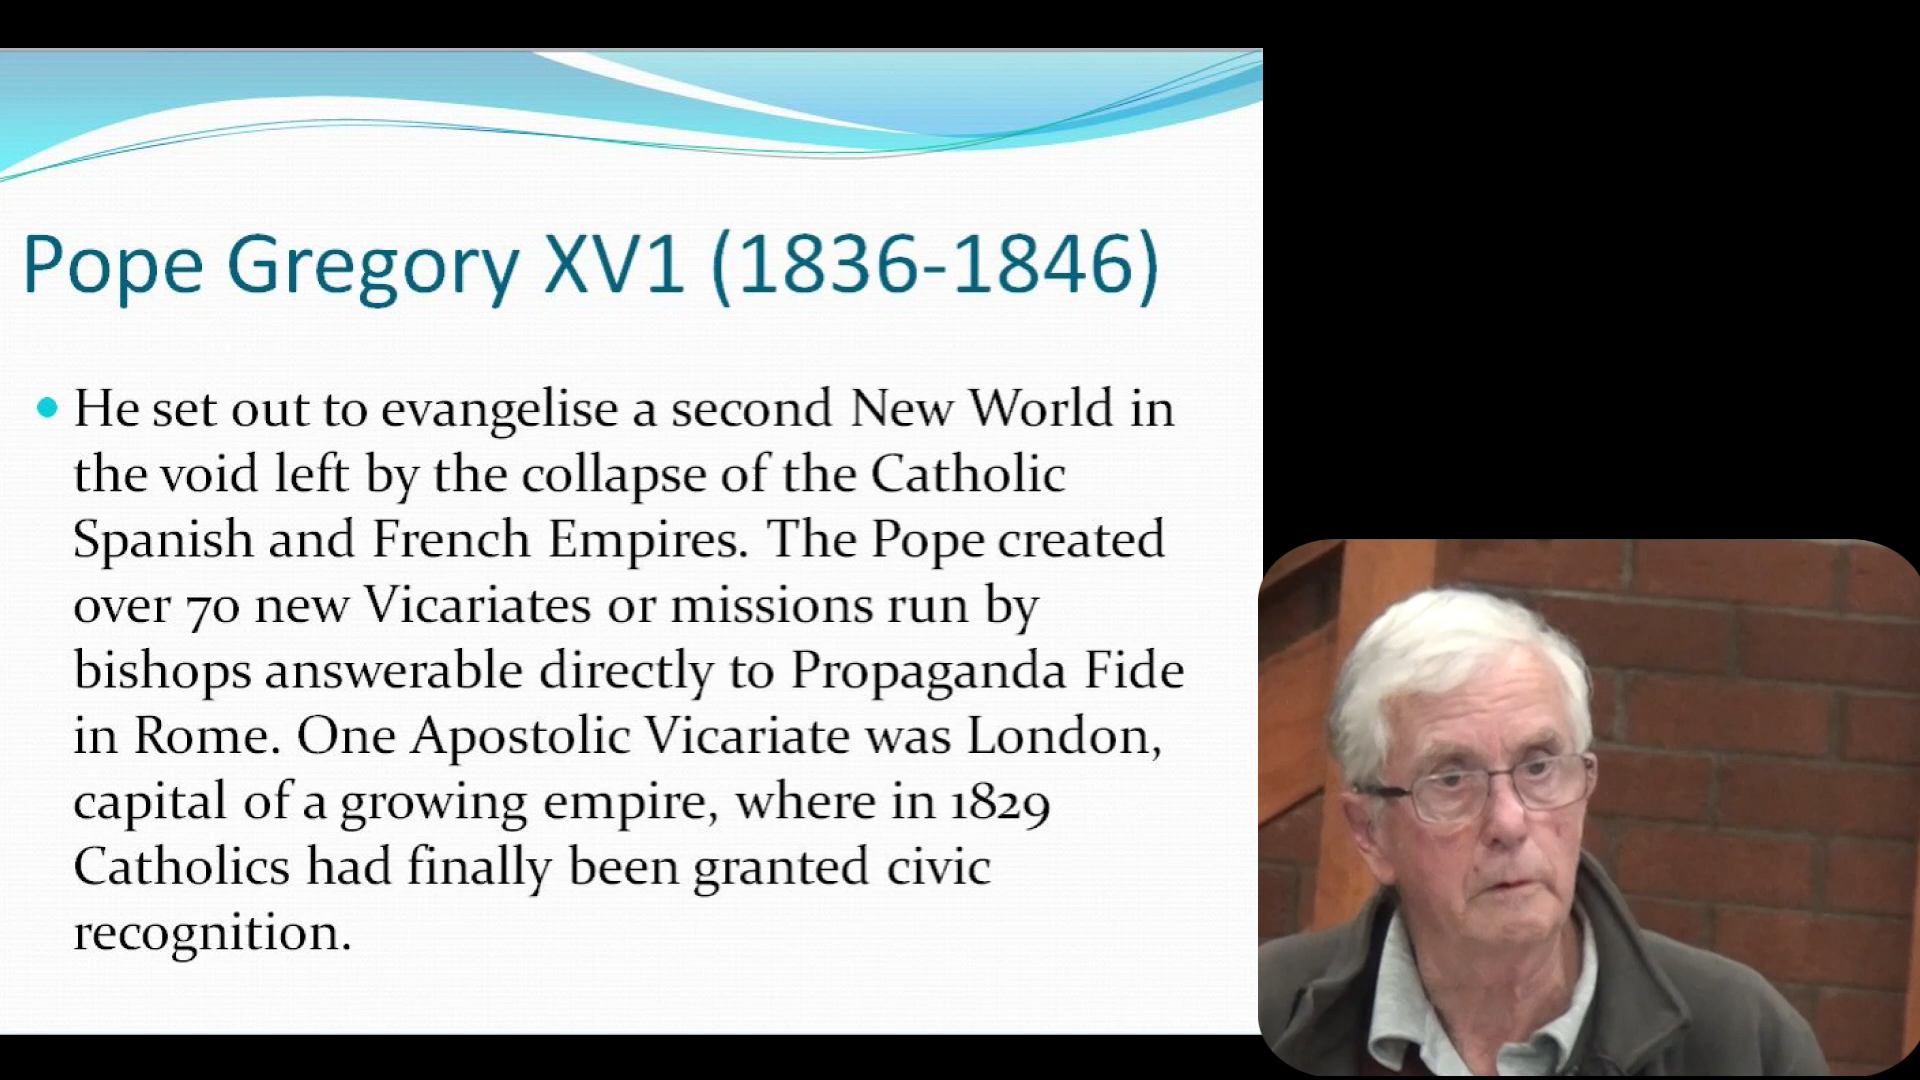 Pope Gregory XV1 (1836-1846)
He set out to evangelise a second New World in
the void left by the collapse of the Catholic
Spanish and French Empires. The Pope created
over 70 new Vicariates or missions run by
bishops answerable directly to Propaganda Fide
in Rome. One Apostolic Vicariate was London,
capital of a growing empire, where in 1829
Catholics had finally been granted civic
recognition.